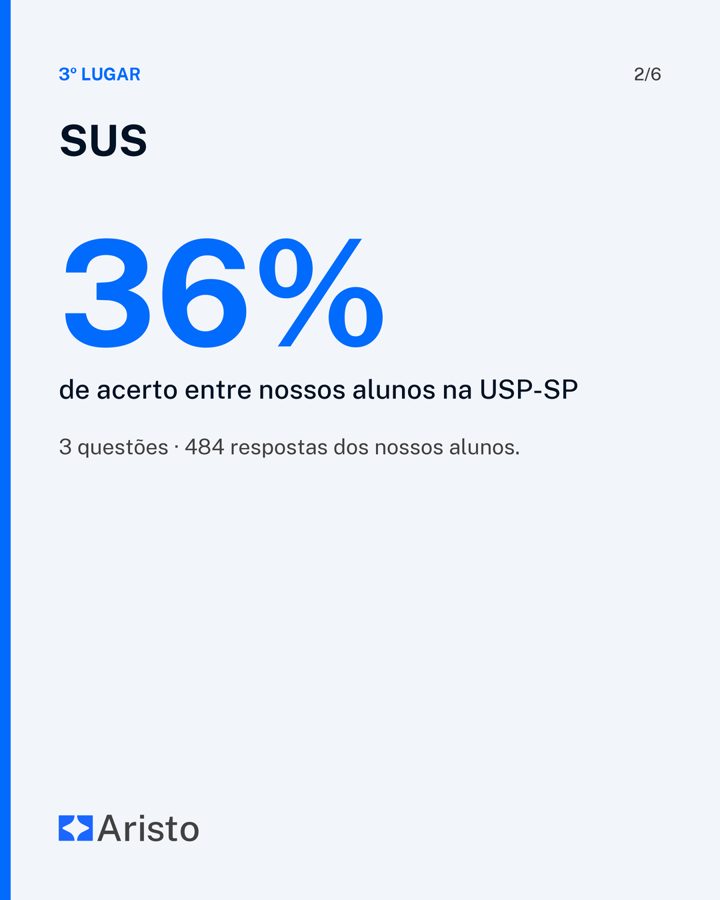 3º LUGAR
2/6
SUS
36%
de acerto entre nossos alunos na USP-SP
3 questões · 484 respostas dos nossos alunos.
Aristo